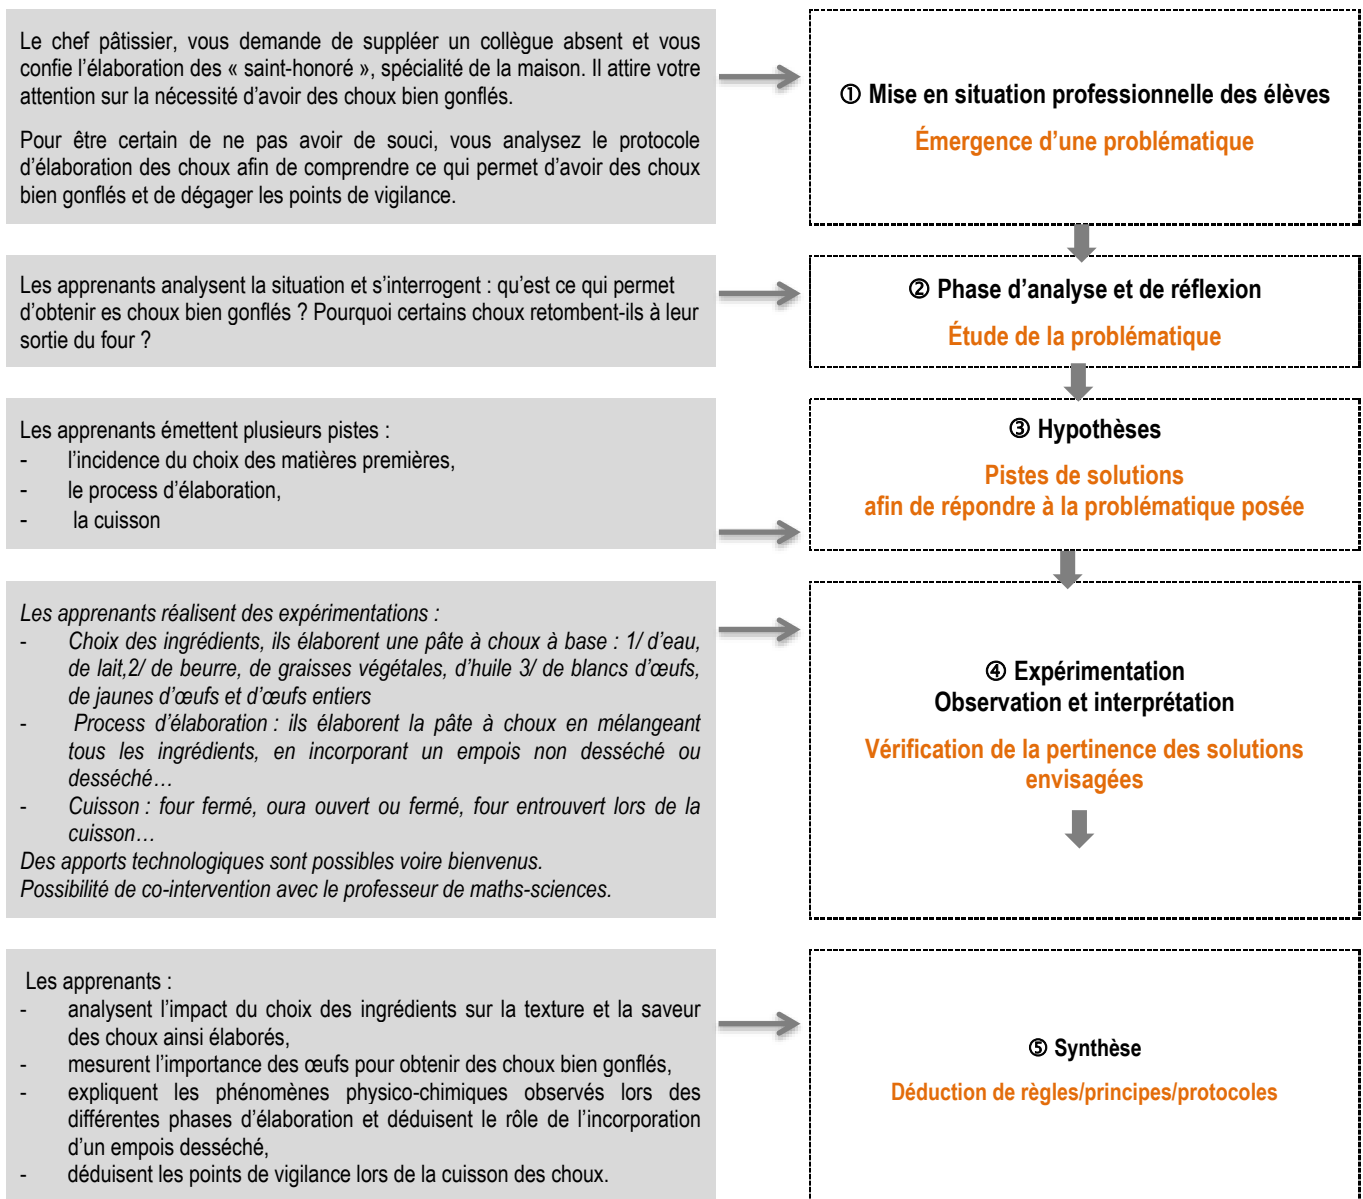 Le chef pâtissier, vous demande de suppléer un collègue absent et vous
confie l’élaboration des « saint-honoré », spécialité de la maison. Il attire votre
attention sur la nécessité d’avoir des choux bien gonflés.
Pour être certain de ne pas avoir de souci, vous analysez le protocole
d’élaboration des choux afin de comprendre ce qui permet d’avoir des choux
bien gonflés et de dégager les points de vigilance.
① Mise en situation professionnelle des élèves
Émergence d’une problématique
Les apprenants analysent la situation et s’interrogent : qu’est ce qui permet
d’obtenir es choux bien gonflés ? Pourquoi certains choux retombent-ils à leur
sortie du four ?
② Phase d’analyse et de réflexion
Étude de la problématique
Les apprenants émettent plusieurs pistes :
- l’incidence du choix des matières premières,
- le process d’élaboration,
- la cuisson
③ Hypothèses
Pistes de solutions
afin de répondre à la problématique posée
Les apprenants réalisent des expérimentations :
- Choix des ingrédients, ils élaborent une pâte à choux à base : 1/ d’eau,
de lait,2/ de beurre, de graisses végétales, d’huile 3/ de blancs d’œufs,
de jaunes d’œufs et d’œufs entiers
- Process d’élaboration : ils élaborent la pâte à choux en mélangeant
tous les ingrédients, en incorporant un empois non desséché ou
desséché…
- Cuisson : four fermé, oura ouvert ou fermé, four entrouvert lors de la
cuisson…
Des apports technologiques sont possibles voire bienvenus.
Possibilité de co-intervention avec le professeur de maths-sciences.
④ Expérimentation
Observation et interprétation
Vérification de la pertinence des solutions
envisagées
Les apprenants :
- analysent l’impact du choix des ingrédients sur la texture et la saveur
des choux ainsi élaborés,
- mesurent l’importance des œufs pour obtenir des choux bien gonflés,
- expliquent les phénomènes physico-chimiques observés lors des
différentes phases d’élaboration et déduisent le rôle de l’incorporation
d’un empois desséché,
- déduisent les points de vigilance lors de la cuisson des choux.
⑤ Synthèse
Déduction de règles/principes/protocoles